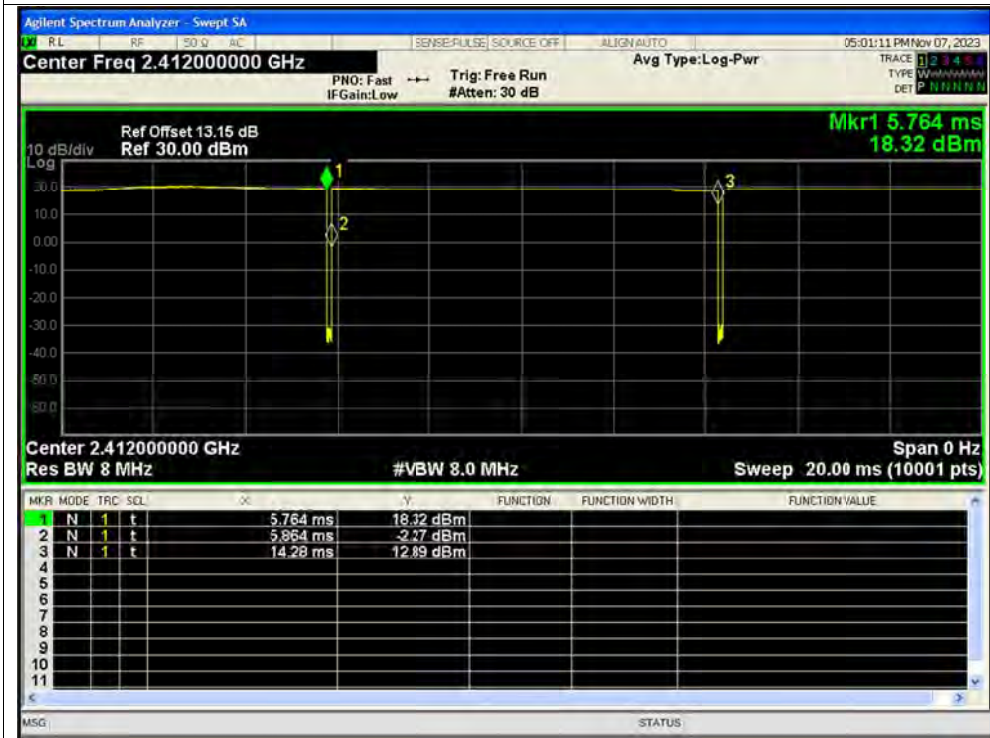 Agilent Spectrum Analyzer - Swept SA
RL RF 50 Ω AC SENSE:PULSE SOURCE OFF ALIGN AUTO 05:01:11 PM Nov 07, 2023
Center Freq 2.412000000 GHz Avg Type:Log-Pwr TRACE 1 2 3 4 5 6
PNO: Fast Trig: Free Run TYPE W
IFGain:Low #Atten: 30 dB DET P N N N N N
Mkr1 5.764 ms
Ref Offset 13.15 dB
10 dB/div Ref 30.00 dBm 18.32 dBm
Log
1
30.0 3
10.0
2
0.00
-10.0
-20.0
-30.0
-40.0
-50.0
-60.0
Center 2.412000000 GHz Span 0 Hz
Res BW 8 MHz #VBW 8.0 MHz Sweep 20.00 ms (10001 pts)
MKR MODE TRC SCL X Y FUNCTION FUNCTION WIDTH FUNCTION VALUE
1 N 1 t 5.764 ms 18.32 dBm
2 N 1 t 5.864 ms -2.27 dBm
3 N 1 t 14.28 ms 12.89 dBm
4
5
6
7
8
9
10
11
MSG STATUS